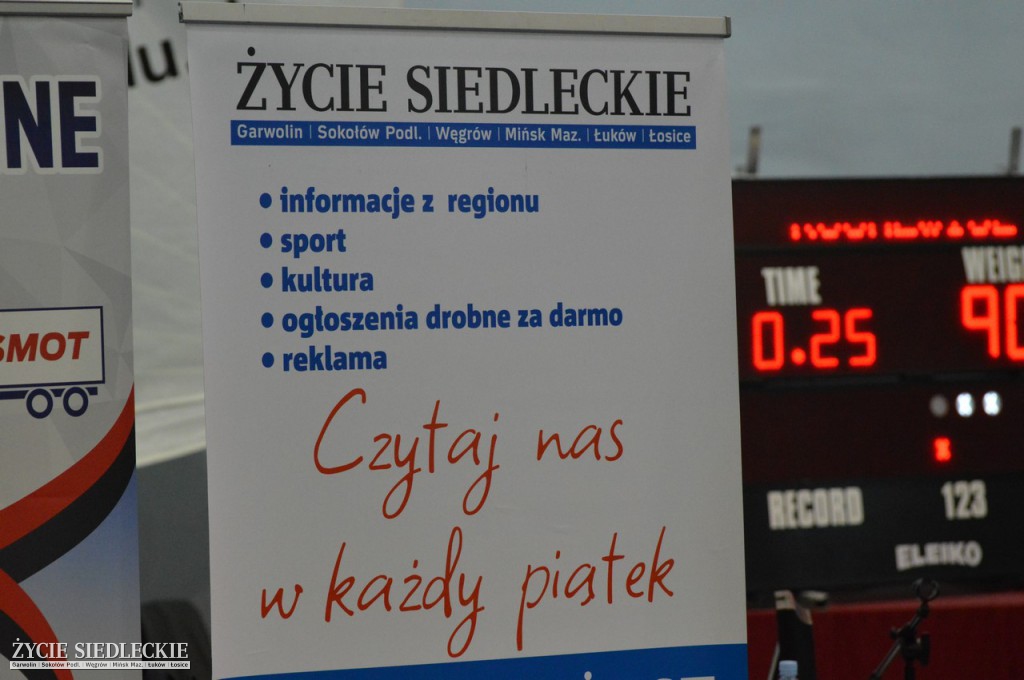 NE
SMOT
ŻYCIE SIEDLECKIE
Garwolin | Sokołów Podl. | Węgrów | Mińsk Maz. | Łuków | Łosice
• informacje z regionu
• sport
• kultura
• ogłoszenia drobne za darmo
• reklama
Czytaj nas
w każdy piątek
TIME
WEIGH
0.25
90
RECORD
123
ELEIKO
ŻYCIE SIEDLECKIE
Garwolin | Sokołów Podl. | Węgrów | Mińsk Maz. | Łuków | Łosice